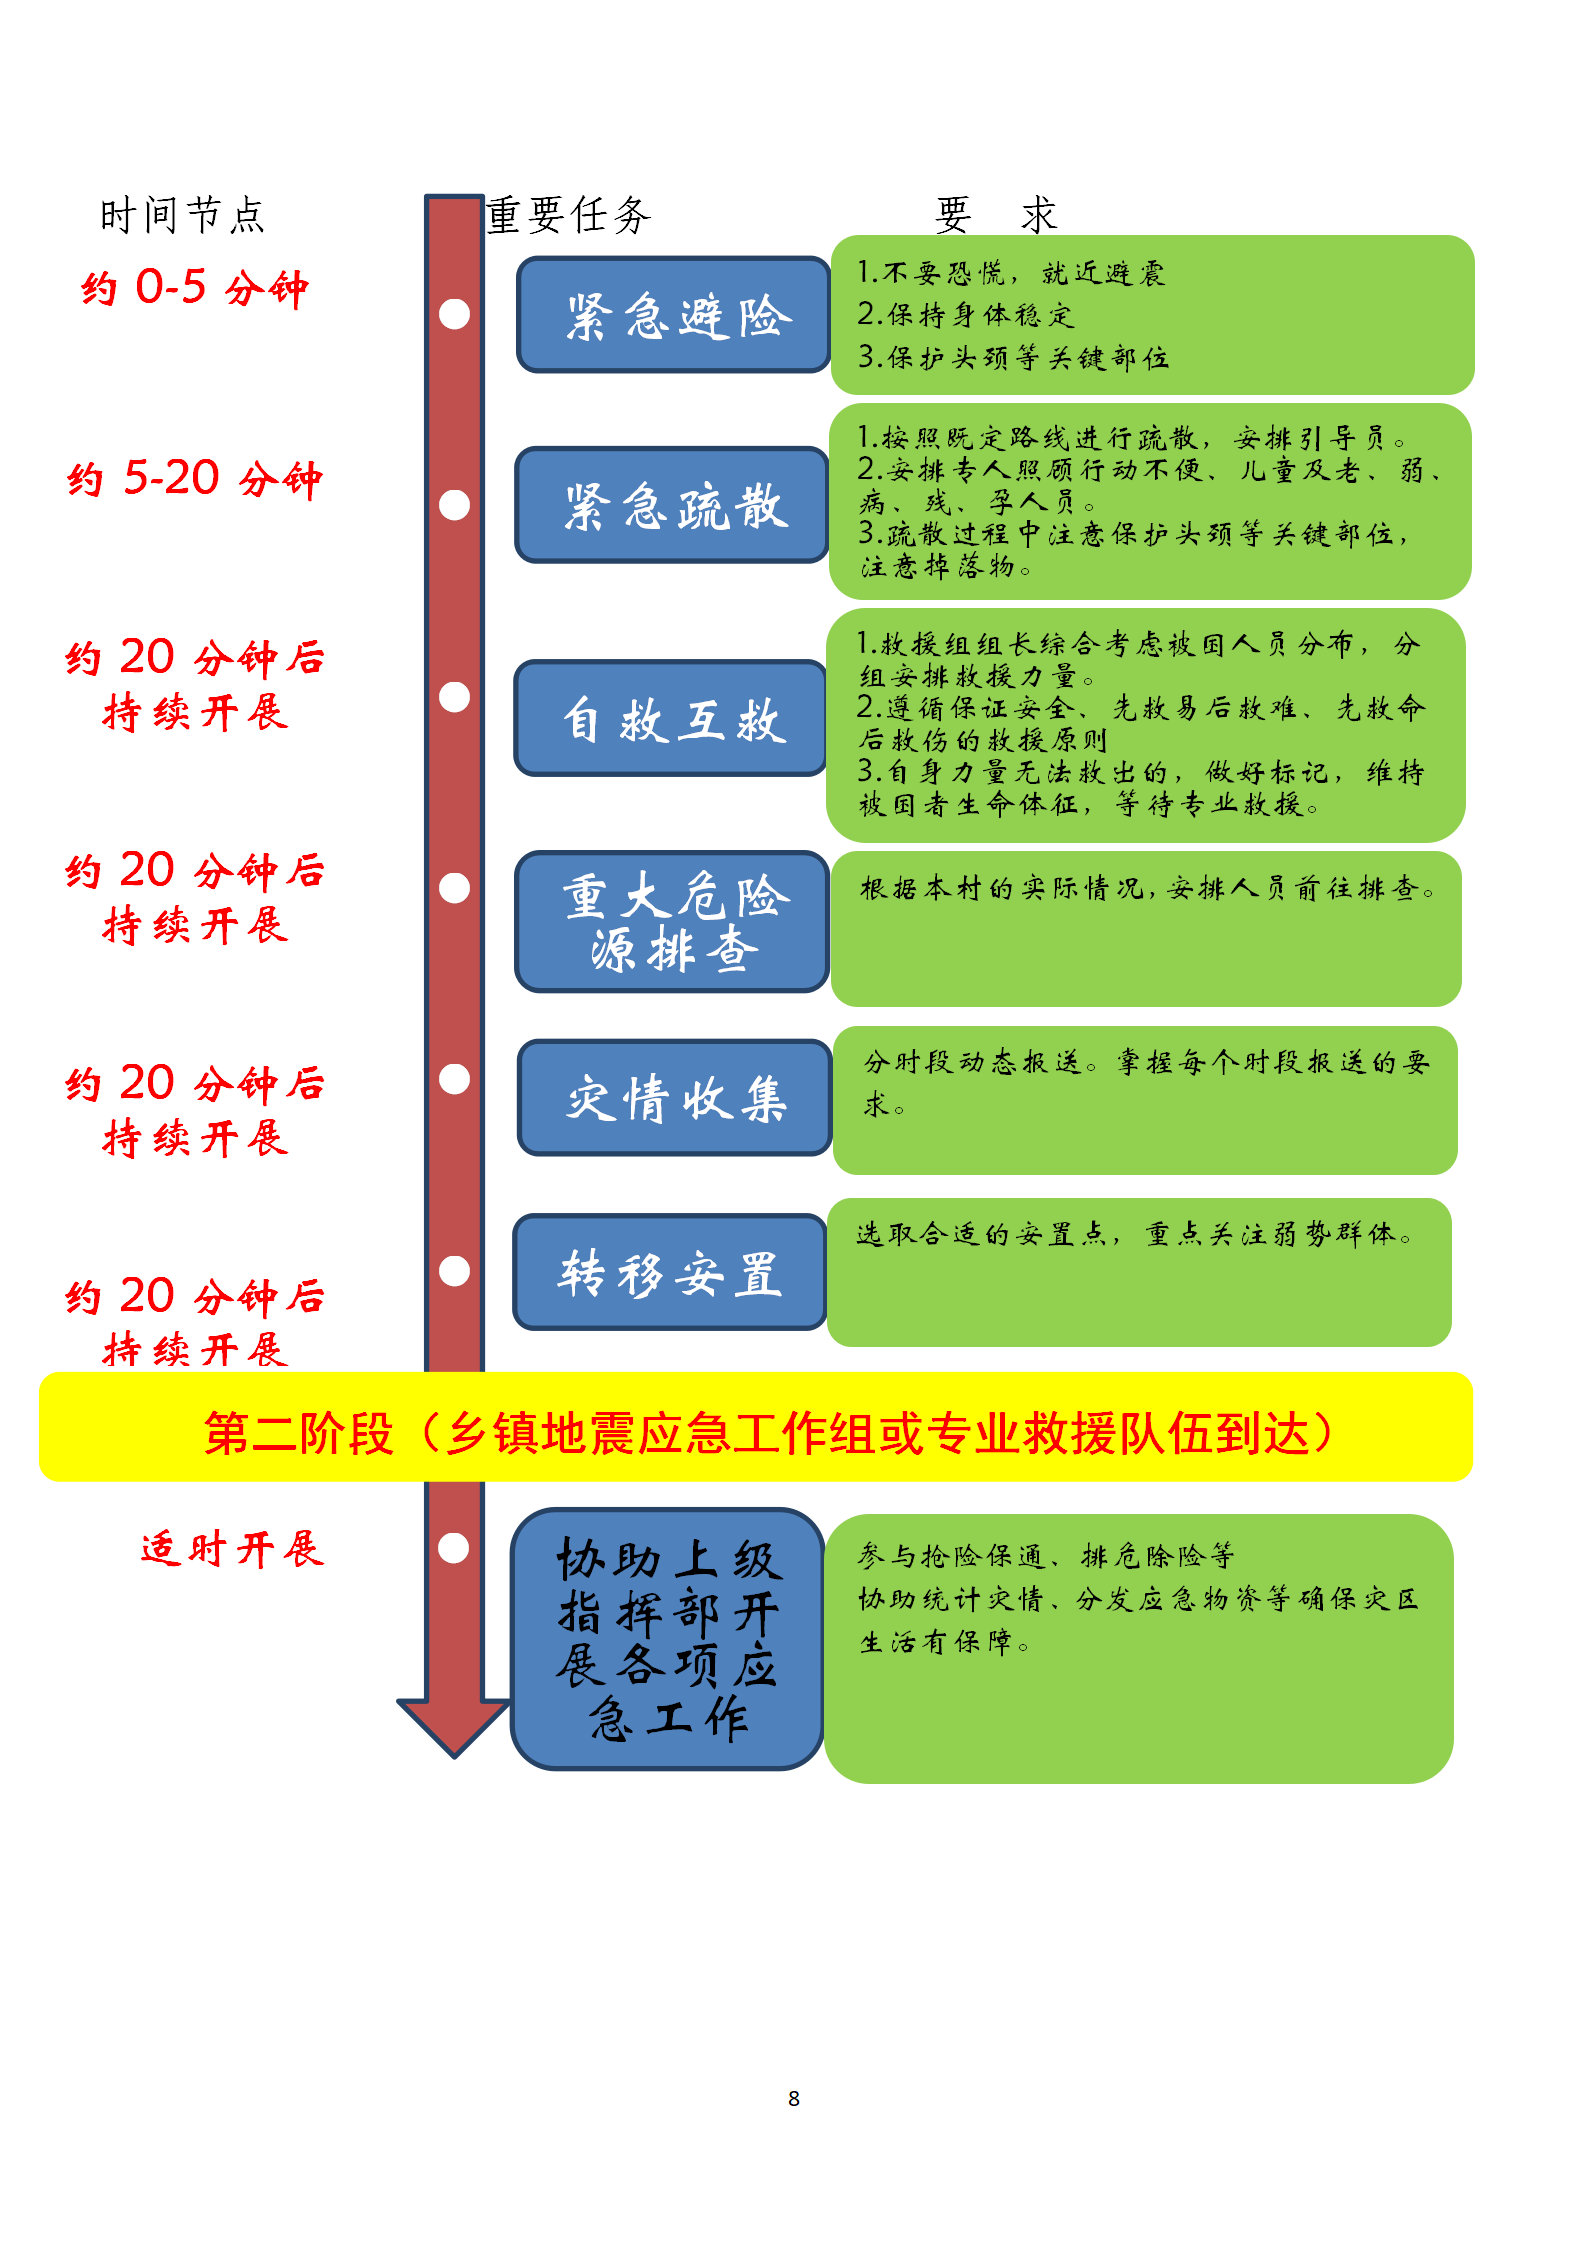 时间节点 重要任务 要 求
约 0-5 分钟
紧急避险
1.不要恐慌，就近避震
2.保持身体稳定
3.保护头颈等关键部位
约 5-20 分钟
紧急疏散
1.按照既定路线进行疏散，安排引导员。
2.安排专人照顾行动不便、儿童及老、弱、
病、残、孕人员。
3.疏散过程中注意保护头颈等关键部位，
注意掉落物。
约 20 分钟后
持续开展
自救互救
1.救援组组长综合考虑被困人员分布，分
组安排救援力量。
2.遵循保证安全、先救易后救难、先救命
后救伤的救援原则
3.自身力量无法救出的，做好标记，维持
被困者生命体征，等待专业救援。
约 20 分钟后
持续开展
重大危险
源排查
根据本村的实际情况，安排人员前往排查。
约 20 分钟后
持续开展
灾情收集
分时段动态报送。掌握每个时段报送的要
求。
约 20 分钟后
持续开展
转移安置
选取合适的安置点，重点关注弱势群体。
第二阶段（乡镇地震应急工作组或专业救援队伍到达）
适时开展
协助上级
指挥部开
展各项应
急工作
参与抢险保通、排危除险等
协助统计灾情、分发应急物资等确保灾区
生活有保障。
8